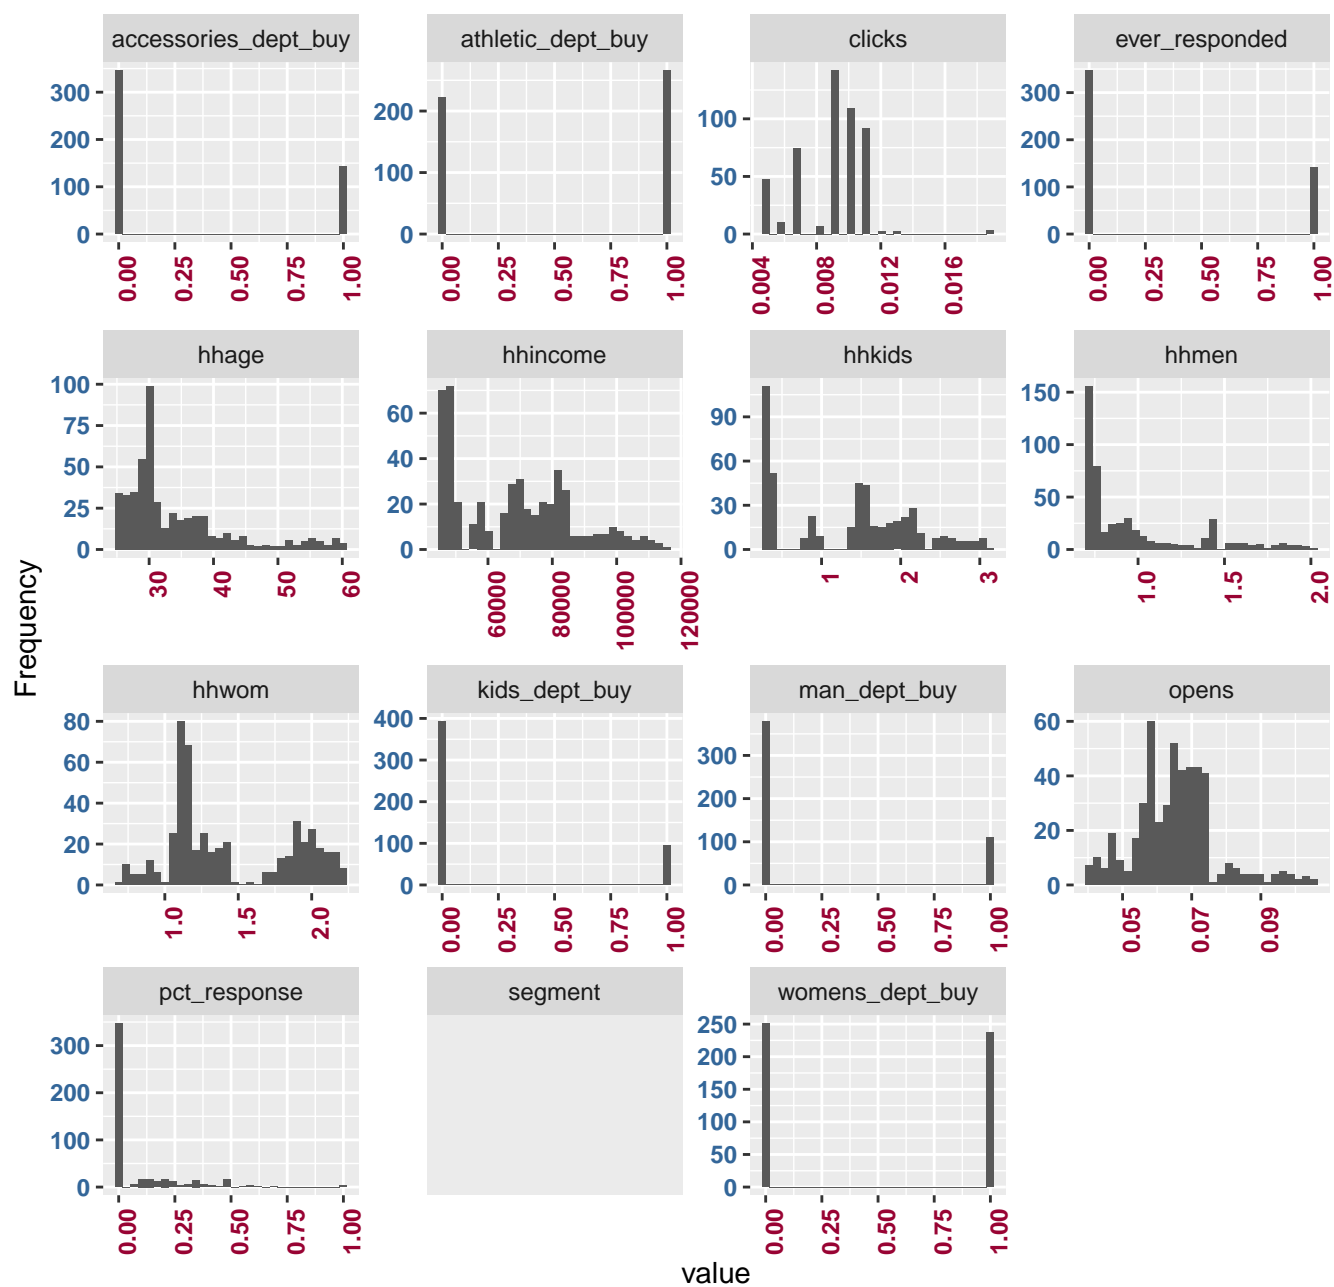 accessories_dept_buy athletic_dept_buy clicks ever_responded
300 200 100 0
200 100 0
100 50 0
300 200 100 0
0.00 0.25 0.50 0.75 1.00
0.00 0.25 0.50 0.75 1.00
0.004 0.008 0.012 0.016
0.00 0.25 0.50 0.75 1.00
hhage hhincome hhkids hhmen
100 75 50 25 0
60 40 20 0
90 60 30 0
150 100 50 0
30 40 50 60
60000 80000 100000 120000
1 2 3
1.0 1.5 2.0
Frequency
hhwom kids_dept_buy man_dept_buy opens
80 60 40 20 0
400 300 200 100 0
300 200 100 0
60 40 20 0
1.0 1.5 2.0
0.00 0.25 0.50 0.75 1.00
0.00 0.25 0.50 0.75 1.00
0.05 0.07 0.09
pct_response segment womens_dept_buy
300 200 100 0
250 200 150 100 50 0
0.00 0.25 0.50 0.75 1.00
0.00 0.25 0.50 0.75 1.00
value